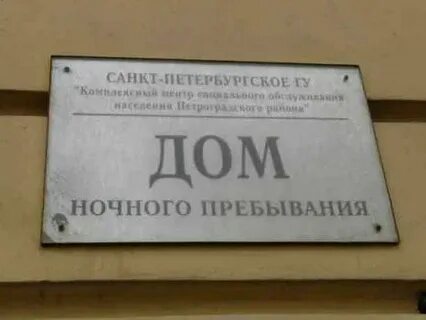 САНКТ-ПЕТЕРБУРГСКОЕ ГУ
"Комплексный центр социального обслуживания
населения Петроградского района"
ДОМ
НОЧНОГО ПРЕБЫВАНИЯ